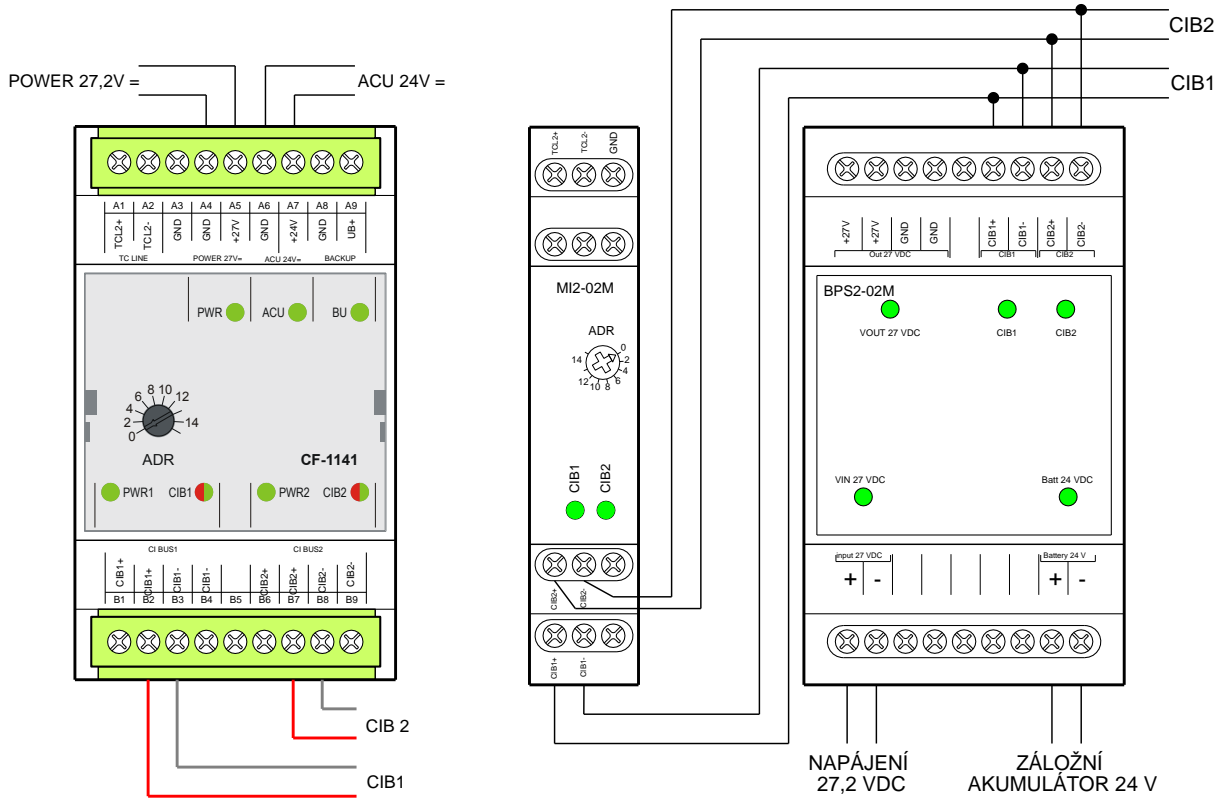 POWER 27,2V =
ACU 24V =
A1 A2 A3 A4 A5 A6 A7 A8 A9
TCL2+ TCL2- GND GND +27V GND +24V GND UB+
TC LINE POWER 27V= ACU 24V= BACKUP
PWR ACU BU
0 2 4 6 8 10 12 14
ADR
CF-1141
PWR1 CIB1 PWR2 CIB2
CI BUS1 CI BUS2
CIB1+ CIB1+ CIB1- CIB1- CIB2+ CIB2+ CIB2- CIB2-
B1 B2 B3 B4 B5 B6 B7 B8 B9
CIB 2
CIB1
TCL2+ TCL2- GND
MI2-02M
ADR
0 2 4 6 8 10 12 14
CIB1 CIB2
CIB2+ CIB2-
CIB1+ CIB1-
CIB2
CIB1
+27V +27V GND GND CIB1+ CIB1- CIB2+ CIB2-
Out 27 VDC CIB1 CIB2
BPS2-02M
VOUT 27 VDC CIB1 CIB2
VIN 27 VDC Batt 24 VDC
input 27 VDC Battery 24 V
+ - + -
NAPÁJENÍ
27,2 VDC
ZÁLOŽNÍ
AKUMULÁTOR 24 V